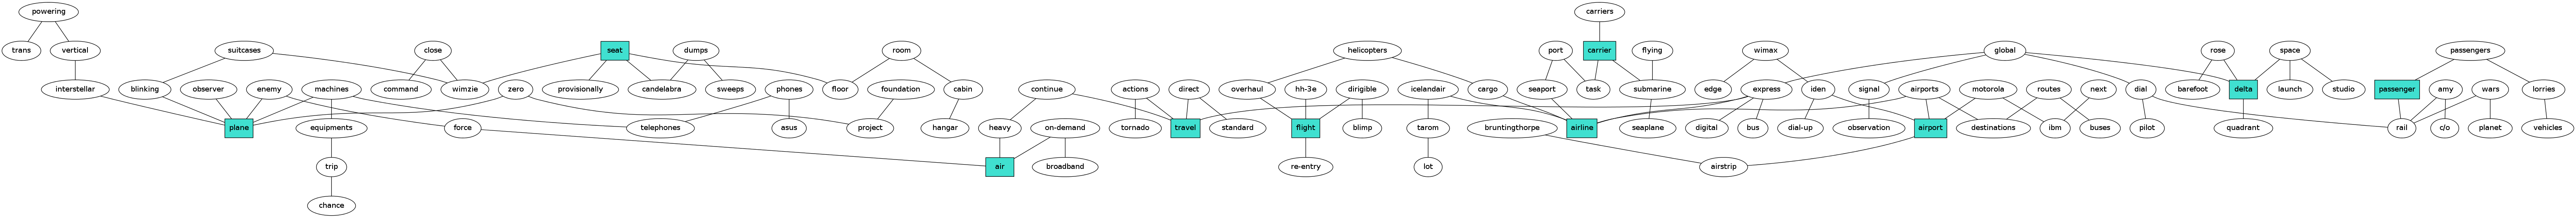 powering
carriers
trans
vertical
suitcases
close
seat
dumps
room
helicopters
port
carrier
flying
wimax
global
rose
space
passengers
interstellar
blinking
observer
enemy
machines
command
wimzie
zero
provisionally
candelabra
sweeps
phones
floor
foundation
cabin
continue
actions
direct
overhaul
hh-3e
dirigible
icelandair
cargo
seaport
task
submarine
edge
express
iden
signal
airports
motorola
routes
next
dial
barefoot
delta
launch
studio
passenger
amy
wars
lorries
plane
equipments
force
telephones
asus
project
hangar
heavy
on-demand
tornado
travel
standard
flight
blimp
tarom
bruntingthorpe
airline
seaplane
digital
bus
dial-up
observation
airport
destinations
ibm
buses
pilot
quadrant
rail
c/o
planet
vehicles
trip
air
broadband
re-entry
lot
airstrip
chance